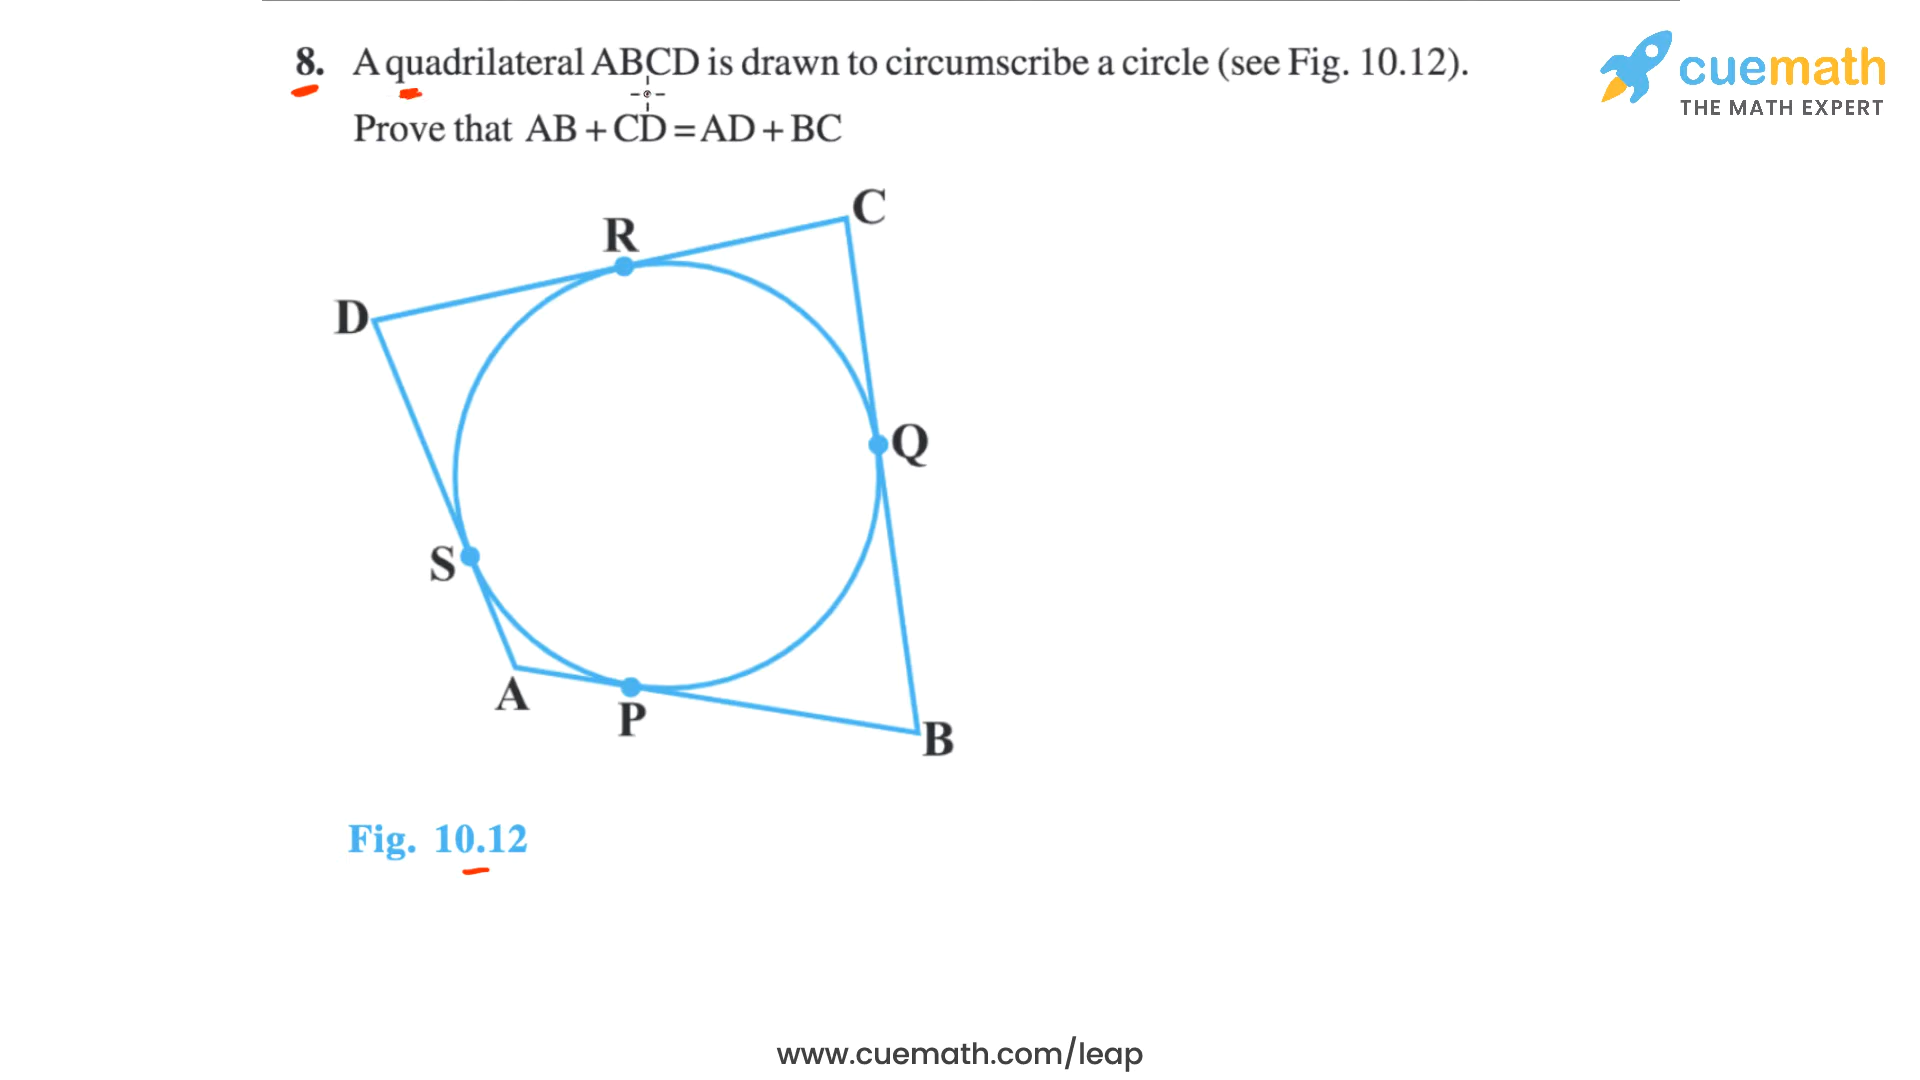 8. A quadrilateral ABCD is drawn to circumscribe a circle (see Fig. 10.12).
Prove that AB + CD = AD + BC
cuemath
THE MATH EXPERT
C
R
D
Q
S
A
P
B
Fig. 10.12
www.cuemath.com/leap